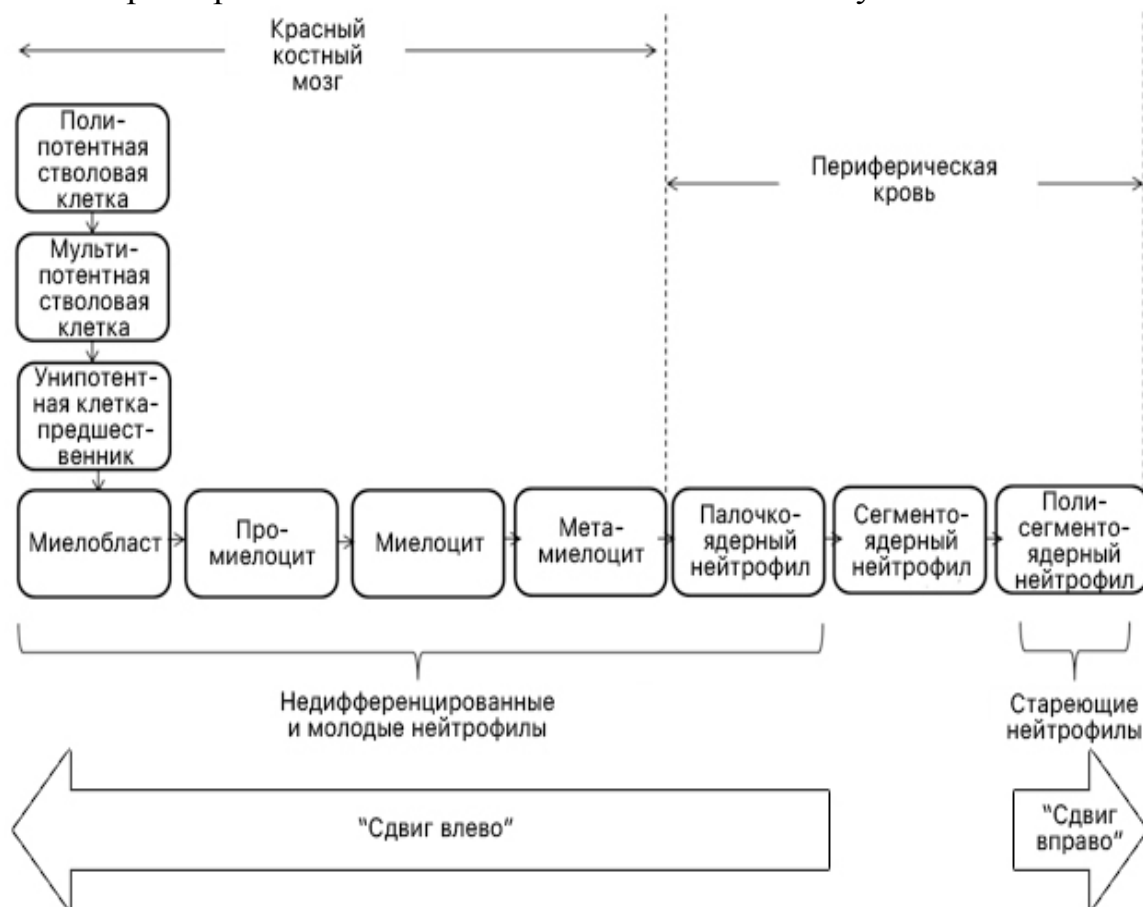 Красный
костный
мозг
Поли-
потентная
стволовая
клетка
Периферическая
кровь
Мульти-
потентная
стволовая
клетка
Унипотент-
ная клетка-
предшест-
венник
Миелобласт
Про-
миелоцит
Миелоцит
Мета-
миелоцит
Палочко-
ядерный
нейтрофил
Сегменто-
ядерный
нейтрофил
Поли-
сегменто-
ядерный
нейтрофил
Недифференцированные
и молодые нейтрофилы
Стареющие
нейтрофилы
"Сдвиг влево"
"Сдвиг
вправо"